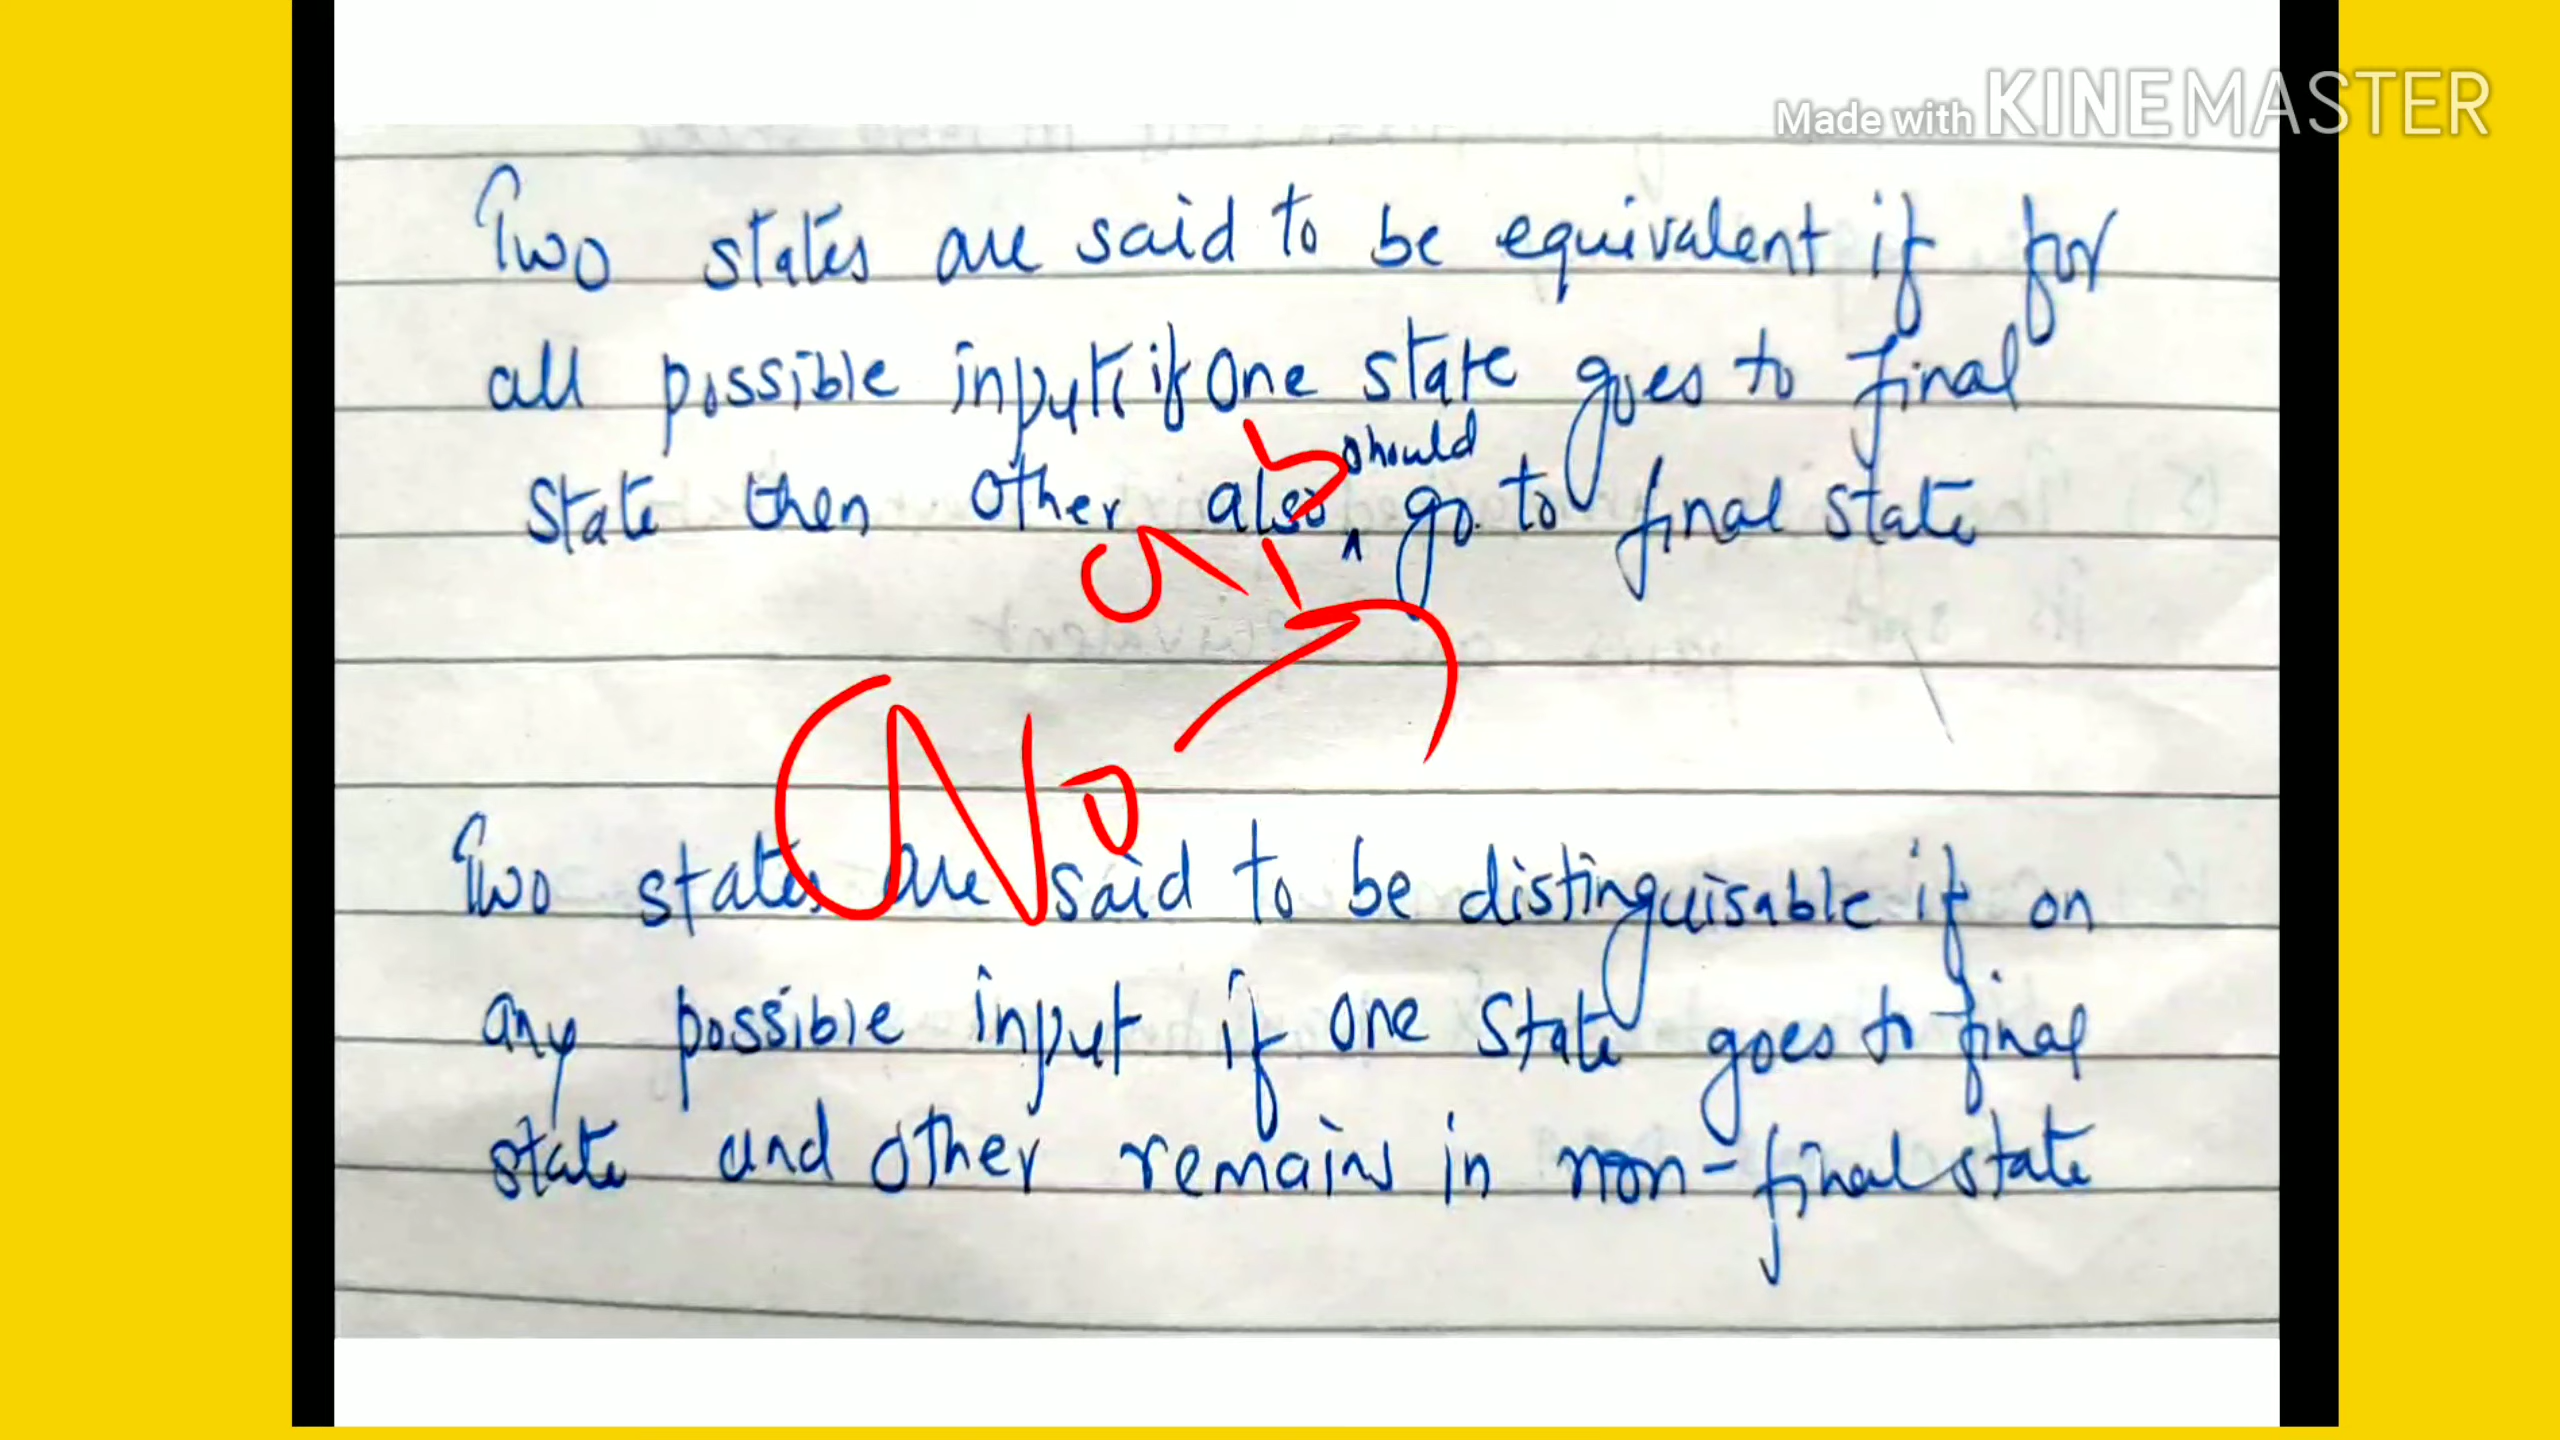 Made with KINEMASTER
Two states are said to be equivalent if for
all possible inputs if one state goes to final
should
state then other also ^ go to final state
No
Two states are said to be distinguisable if on
any possible input if one state goes to final
state and other remains in non-final state